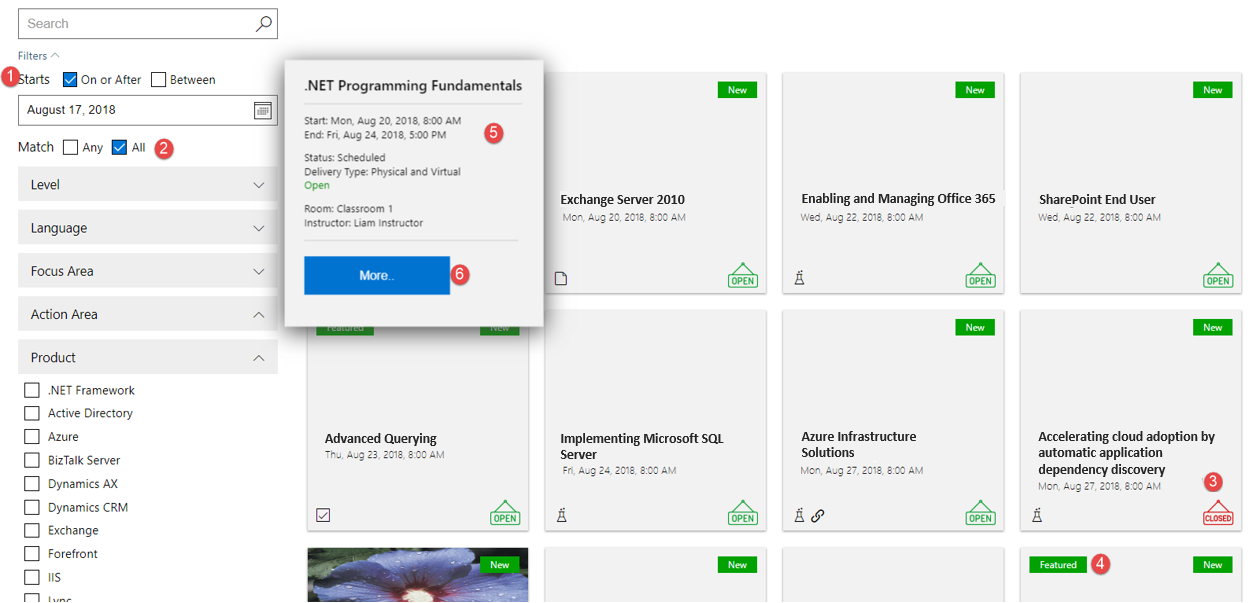 Search
Filters
1
Starts On or After Between
August 17, 2018
Match Any All 2
Level
Language
Focus Area
Action Area
Product
.NET Framework
Active Directory
Azure
BizTalk Server
Dynamics AX
Dynamics CRM
Exchange
Forefront
IIS
Lync
.NET Programming Fundamentals
Start: Mon, Aug 20, 2018, 8:00 AM
End: Fri, Aug 24, 2018, 5:00 PM
5
Status: Scheduled
Delivery Type: Physical and Virtual
Open
Room: Classroom 1
Instructor: Liam Instructor
More..
6
New
Exchange Server 2010
Mon, Aug 20, 2018, 8:00 AM
OPEN
New
Enabling and Managing Office 365
Wed, Aug 22, 2018, 8:00 AM
OPEN
New
SharePoint End User
Wed, Aug 22, 2018, 8:00 AM
OPEN
Featured New
Advanced Querying
Thu, Aug 23, 2018, 8:00 AM
OPEN
Implementing Microsoft SQL
Server
Fri, Aug 24, 2018, 8:00 AM
OPEN
New
Azure Infrastructure
Solutions
Mon, Aug 27, 2018, 8:00 AM
OPEN
New
Accelerating cloud adoption by
automatic application
dependency discovery
Mon, Aug 27, 2018, 8:00 AM
3
CLOSED
New
New
Featured 4 New